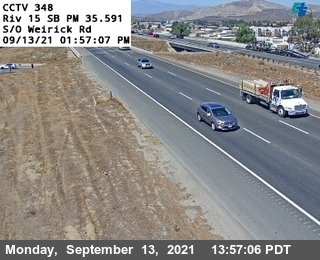 CCTV 348
Riv 15 SB PM 35.591
S/O Weirick Rd
09/13/21 01:57:07 PM
Monday, September 13, 2021 13:57:06 PDT